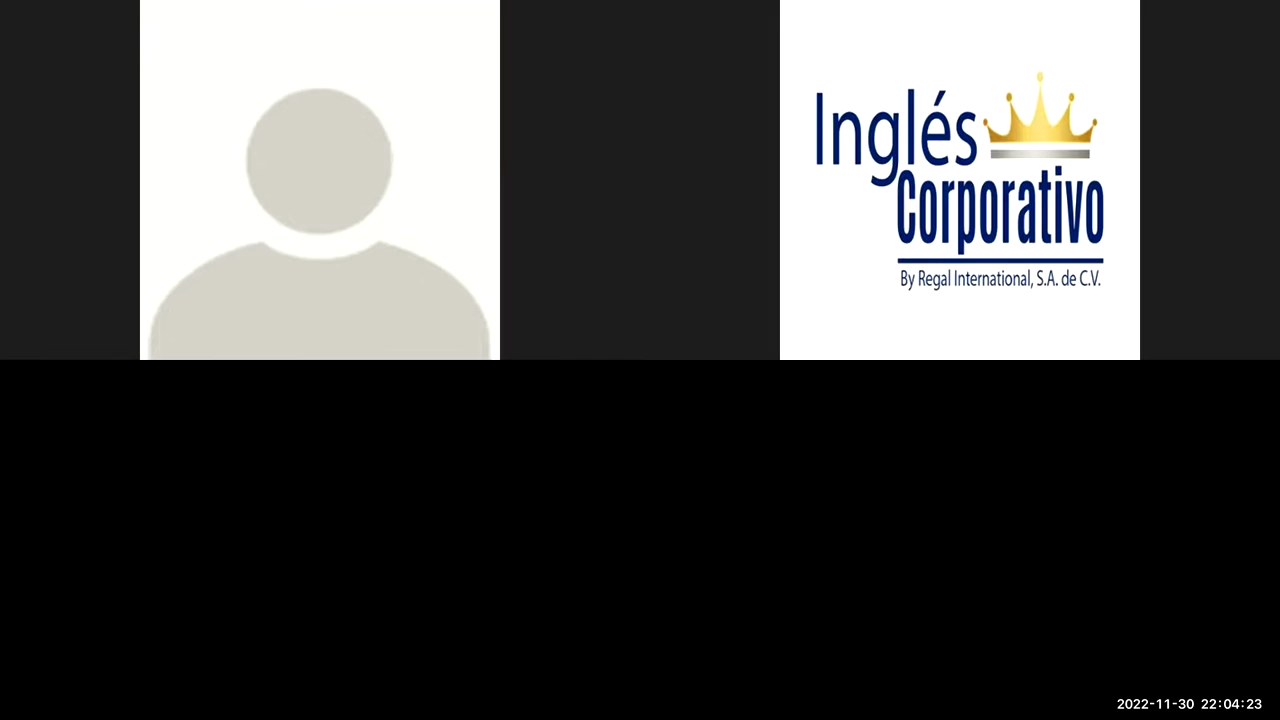 Inglés
Corporativo
By Regal International, S.A. de C.V.
2022-11-30 22:04:23